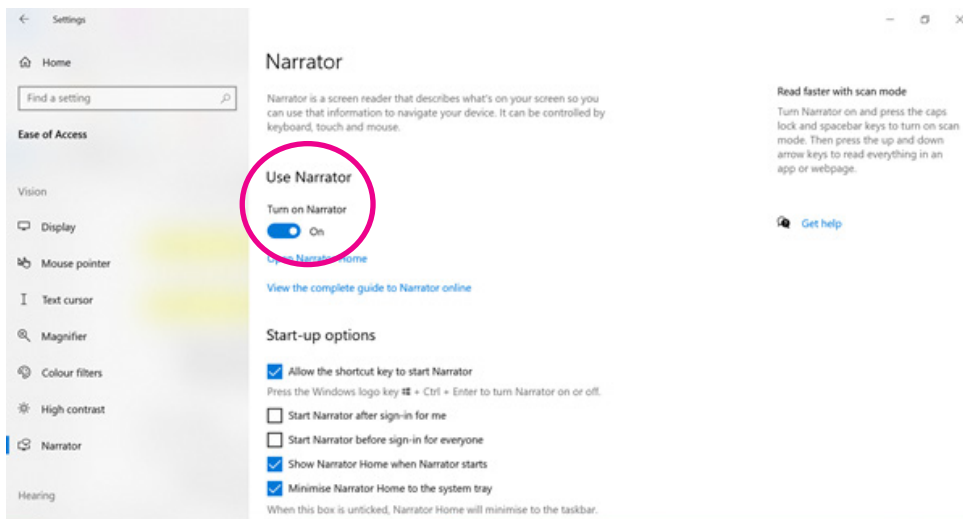 Settings
Home
Find a setting
Ease of Access
Vision
Display
Mouse pointer
Text cursor
Magnifier
Colour filters
High contrast
Narrator
Hearing
Narrator
Narrator is a screen reader that describes what's on your screen so you
can use that information to navigate your device. It can be controlled by
keyboard, touch and mouse.
Use Narrator
Turn on Narrator
On
Open Narrator Home
View the complete guide to Narrator online
Start-up options
Allow the shortcut key to start Narrator
Press the Windows logo key + Ctrl + Enter to turn Narrator on or off.
Start Narrator after sign-in for me
Start Narrator before sign-in for everyone
Show Narrator Home when Narrator starts
Minimise Narrator Home to the system tray
When this box is unticked, Narrator Home will minimise to the taskbar.
Read faster with scan mode
Turn Narrator on and press the caps
lock and spacebar keys to turn on scan
mode. Then press the up and down
arrow keys to read everything in an
app or webpage.
Get help